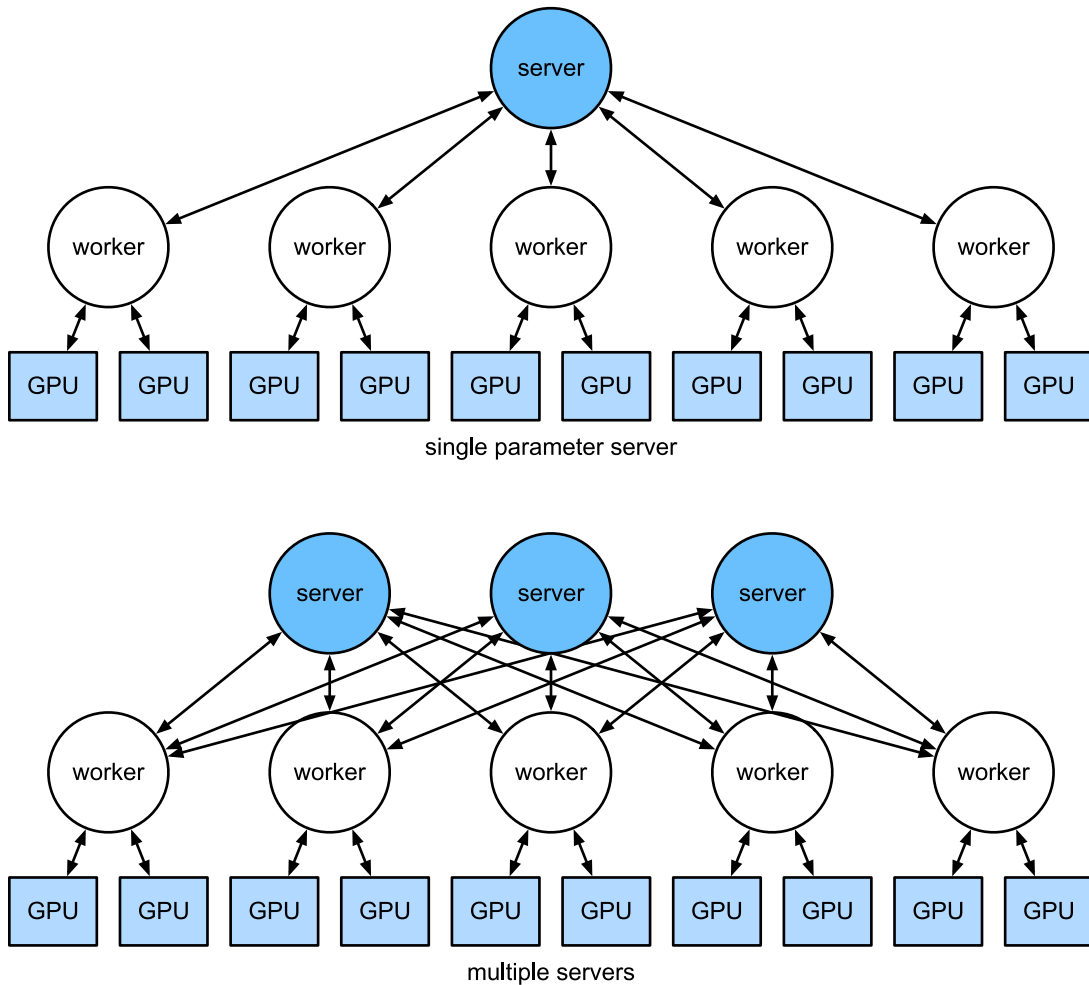 server
worker worker worker worker worker
GPU GPU GPU GPU GPU GPU GPU GPU GPU GPU
single parameter server
server server server
worker worker worker worker worker
GPU GPU GPU GPU GPU GPU GPU GPU GPU GPU
multiple servers